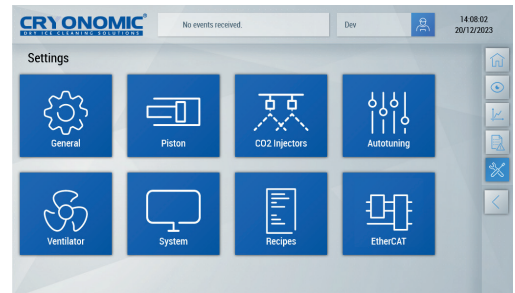 CRYONOMIC®
DRY ICE CLEANING SOLUTIONS
No events received.
Dev
14:08:02
20/12/2023
Settings
General
Piston
CO2 Injectors
Autotuning
Ventilator
System
Recipes
EtherCAT